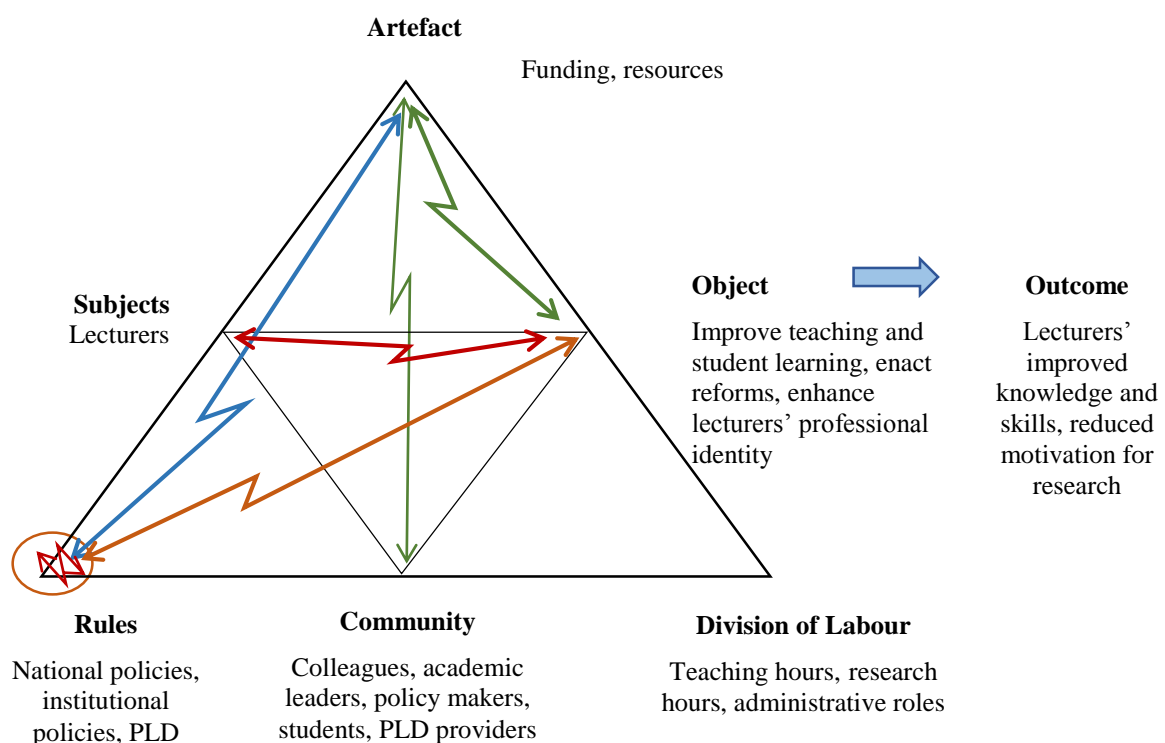 Artefact
Funding, resources
Subjects
Lecturers
Object
Improve teaching and
student learning, enact
reforms, enhance
lecturers’ professional
identity
Outcome
Lecturers’
improved
knowledge and
skills, reduced
motivation for
research
Rules
National policies,
institutional
policies, PLD
Community
Colleagues, academic
leaders, policy makers,
students, PLD providers
Division of Labour
Teaching hours, research
hours, administrative roles